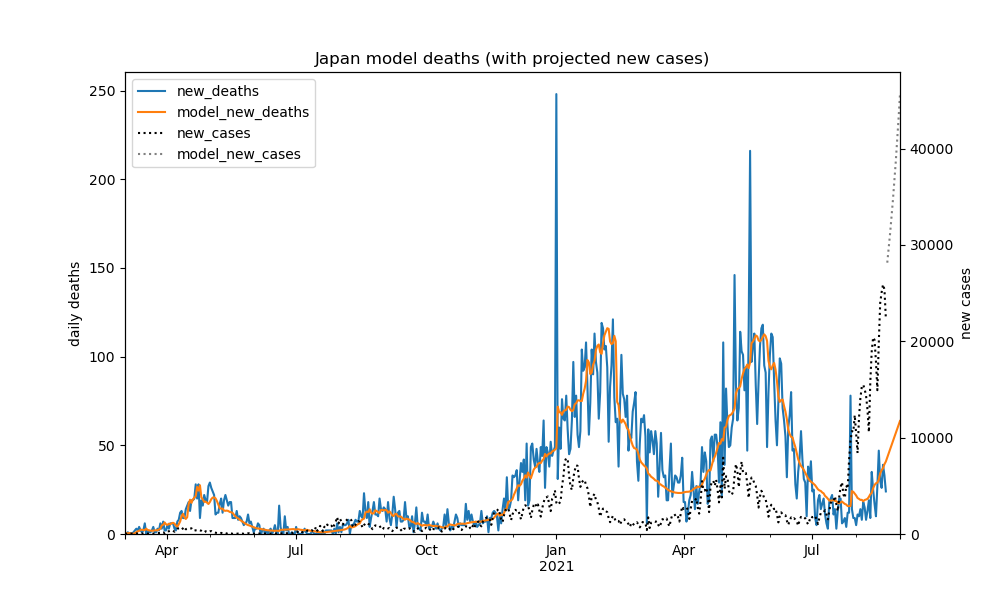 Japan model deaths (with projected new cases)
new_deaths
model_new_deaths
new_cases
model_new_cases
daily deaths
250
200
150
100
50
0
new cases
40000
30000
20000
10000
0
Apr
Jul
Oct
Jan
2021
Apr
Jul